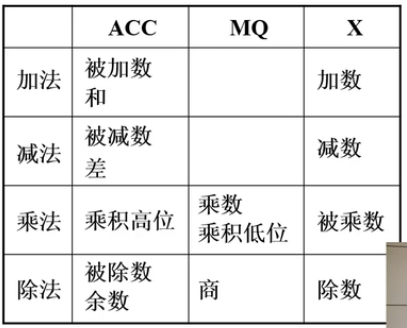 ACC MQ X
加法 被加数 和 加数
减法 被减数 差 减数
乘法 乘积高位 乘数 乘积低位 被乘数
除法 被除数 余数 商 除数